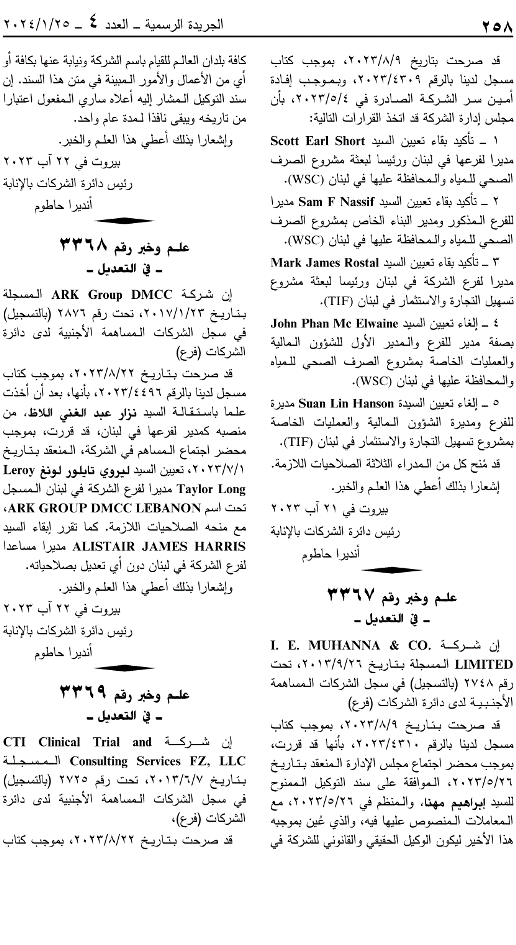 ٢٥٨
الجريدة الرسمية ــ العدد ٤ ــ ٢٠٢٤/١/٢٥
قد صرحت بتاريخ ٢٠٢٣/٨/٩، بموجب كتاب
مسجل لدينا بالرقم ٢٠٢٣/٤٣٠٩، وبموجب إفادة
أمين سر الشركة الصادرة في ٢٠٢٣/٥/٤، بأن
مجلس إدارة الشركة قد اتخذ القرارات التالية:
١ ــ تأكيد بقاء تعيين السيد Scott Earl Short
مديرا لفرعها في لبنان ورئيسا لبعثة مشروع الصرف
الصحي للمياه والمحافظة عليها في لبنان (WSC).
٢ ــ تأكيد بقاء تعيين السيد Sam F Nassif مديرا
للفرع المذكور ومدير البناء الخاص بمشروع الصرف
الصحي للمياه والمحافظة عليها في لبنان (WSC).
٣ ــ تأكيد بقاء تعيين السيد Mark James Rostal
مديرا لفرع الشركة في لبنان ورئيسا لبعثة مشروع
تسهيل التجارة والاستثمار في لبنان (TIF).
٤ ــ إلغاء تعيين السيد John Phan Mc Elwaine
بصفة مدير للفرع والمدير الأول للشؤون المالية
والعمليات الخاصة بمشروع الصرف الصحي للمياه
والمحافظة عليها في لبنان (WSC).
٥ ــ إلغاء تعيين السيدة Suan Lin Hanson مديرة
للفرع ومديرة الشؤون المالية والعمليات الخاصة
بمشروع تسهيل التجارة والاستثمار في لبنان (TIF).
قد مُنح كل من المدراء الثلاثة الصلاحيات اللازمة.
إشعارا بذلك أعطي هذا العلم والخبر.
بيروت في ٢١ آب ٢٠٢٣
رئيس دائرة الشركات بالإنابة
أنديرا حاطوم
علم وخبر رقم ٣٣٦٧
ــ في التعديل ــ
إن شركة I. E. MUHANNA & CO.
LIMITED المسجلة بتاريخ ٢٠١٣/٩/٢٦، تحت
رقم ٢٧٤٨ (بالتسجيل) في سجل الشركات المساهمة
الأجنبية لدى دائرة الشركات (فرع)
قد صرحت بتاريخ ٢٠٢٣/٨/٩، بموجب كتاب
مسجل لدينا بالرقم ٢٠٢٣/٤٣١٠، بأنها قد قررت،
بموجب محضر اجتماع مجلس الإدارة المنعقد بتاريخ
٢٠٢٣/٥/٢٦، الموافقة على سند التوكيل الممنوح
للسيد إبراهيم مهنا، والمنظم في ٢٠٢٣/٥/٢٦، مع
المعاملات المنصوص عليها فيه، والذي عُين بموجبه
هذا الأخير ليكون الوكيل الحقيقي والقانوني للشركة في
كافة بلدان العالم للقيام باسم الشركة ونيابة عنها بكافة أو
أي من الأعمال والأمور المبينة في متن هذا السند. إن
سند التوكيل المشار إليه أعلاه ساري المفعول اعتبارا
من تاريخه ويبقى نافذا لمدة عام واحد.
وإشعارا بذلك أعطي هذا العلم والخبر.
بيروت في ٢٢ آب ٢٠٢٣
رئيس دائرة الشركات بالإنابة
أنديرا حاطوم
علم وخبر رقم ٣٣٦٨
ــ في التعديل ــ
إن شركة ARK Group DMCC المسجلة
بتاريخ ٢٠١٧/١/٢٣، تحت رقم ٢٨٧٦ (بالتسجيل)
في سجل الشركات المساهمة الأجنبية لدى دائرة
الشركات (فرع)
قد صرحت بتاريخ ٢٠٢٣/٨/٢٢، بموجب كتاب
مسجل لدينا بالرقم ٢٠٢٣/٤٤٩٦، بأنها، بعد أن أخذت
علما باستقالة السيد نزار عبد الغني اللاظ، من
منصبه كمدير لفرعها في لبنان، قد قررت، بموجب
محضر اجتماع المساهم في الشركة، المنعقد بتاريخ
٢٠٢٣/٧/١، تعيين السيد ليروي تايلور لونغ Leroy
Taylor Long مديرا لفرع الشركة في لبنان المسجل
تحت اسم ARK GROUP DMCC LEBANON،
مع منحه الصلاحيات اللازمة. كما تقرر إبقاء السيد
ALISTAIR JAMES HARRIS مديرا مساعدا
لفرع الشركة في لبنان دون أي تعديل بصلاحياته.
وإشعارا بذلك أعطي هذا العلم والخبر.
بيروت في ٢٢ آب ٢٠٢٣
رئيس دائرة الشركات بالإنابة
أنديرا حاطوم
علم وخبر رقم ٣٣٦٩
ــ في التعديل ــ
إن شركة CTI Clinical Trial and
Consulting Services FZ, LLC المسجلة
بتاريخ ٢٠١٣/٦/٧، تحت رقم ٢٧٢٥ (بالتسجيل)
في سجل الشركات المساهمة الأجنبية لدى دائرة
الشركات (فرع)،
قد صرحت بتاريخ ٢٠٢٣/٨/٢٢، بموجب كتاب